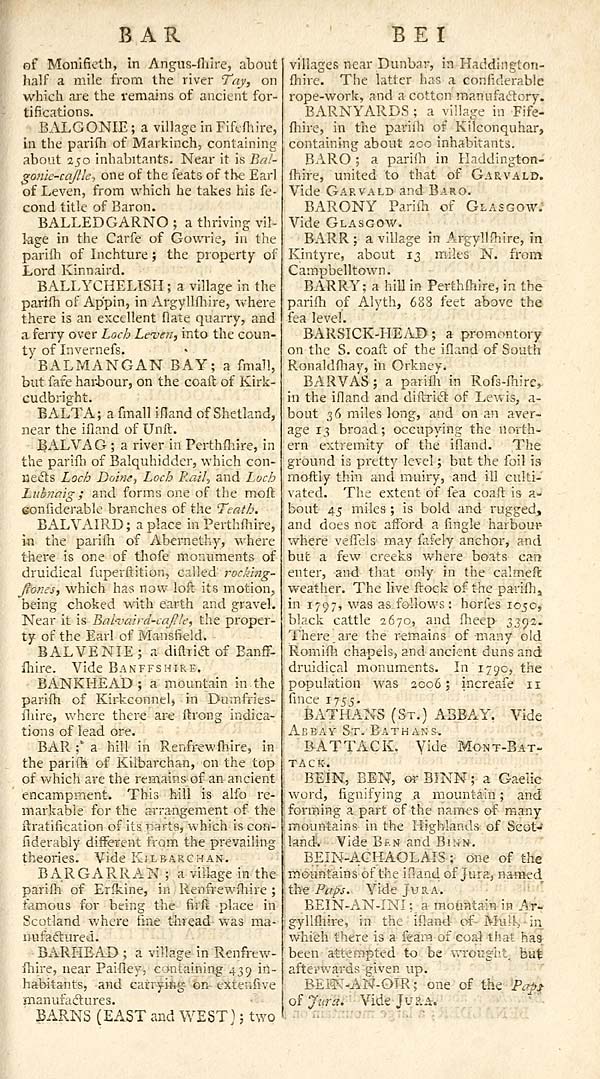 BAR
of Monifieth, in Angus-ſhire, about
half a mile from the river Tay, on
which are the remains of ancient for-
tifications.
BALGONIE; a village in Fifeſhire,
in the pariſh of Markinch, containing
about 250 inhabitants. Near it is Bal-
gonie-caſtle, one of the ſeats of the Earl
of Leven, from which he takes his ſe-
cond title of Baron.
BALLEDGARNO; a thriving vil-
lage in the Carſe of Gowrie, in the
pariſh of Inchture; the property of
Lord Kinnaird.
BALLYCHELISH; a village in the
pariſh of Appin, in Argyllſhire, where
there is an excellent ſlate quarry, and
a ferry over Loch Leven, into the coun-
ty of Inverneſs.
BALMANGAN BAY; a ſmall,
but ſafe harbour, on the coaſt of Kirk-
cudbright.
BALTA; a ſmall iſland of Shetland,
near the iſland of Unſt.
BALVAG; a river in Perthſhire, in
the pariſh of Balquhidder, which con-
nects Loch Doine, Loch Rail, and Loch
Lubnaig; and forms one of the moſt
conſiderable branches of the Teath.
BALVAIRD; a place in Perthſhire,
in the pariſh of Abernethy, where
there is one of thoſe monuments of
druidical ſuperſtition, called rocking-
ſtones, which has now loſt its motion,
being choked with earth and gravel.
Near it is Balvaird-caſtle, the proper-
ty of the Earl of Mansfield.
BALVENIE; a diſtrict of Banff-
ſhire. Vide BANFFSHIRE.
BANKHEAD; a mountain in the
pariſh of Kirkconnel, in Dumfries-
ſhire, where there are ſtrong indica-
tions of lead ore.
BAR; a hill in Renfrewſhire, in
the pariſh of Kilbarchan, on the top
of which are the remains of an ancient
encampment. This hill is alſo re-
markable for the arrangement of the
ſtratification of its parts, which is con-
ſiderably different from the prevailing
theories. Vide KILBARCHAN.
BARGARRAN; a village in the
pariſh of Erſkine, in Renfrewſhire;
famous for being the firſt place in
Scotland where fine thread was ma-
nufactured.
BARHEAD; a village in Renfrew-
ſhire, near Paiſley, containing 439 in-
habitants, and carrying on extenſive
manufactures.
BARNS (EAST and WEST); two
BEI
villages near Dunbar, in Haddington-
ſhire. The latter has a conſiderable
rope-work, and a cotton manufactory.
BARNYARDS; a village in Fife-
ſhire, in the pariſh of Kilconquhar,
containing about 200 inhabitants.
BARO; a pariſh in Haddington-
ſhire, united to that of GARVALD.
Vide GARVALD and BARO.
BARONY Pariſh of GLASGOW.
Vide GLASGOW.
BARR; a village in Argyllſhire, in
Kintyre, about 13 miles N. from
Campbelltown.
BARRY; a hill in Perthſhire, in the
pariſh of Alyth, 688 feet above the
ſea level.
BARSICK-HEAD; a promontory
on the S. coaſt of the iſland of South
Ronaldſhay, in Orkney.
BARVAS; a pariſh in Roſs-ſhire,
in the iſland and diſtrict of Lewis, a-
bout 36 miles long, and on an aver-
age 13 broad; occupying the north-
ern extremity of the iſland. The
ground is pretty level; but the ſoil is
moſtly thin and muiry, and ill culti-
vated. The extent of ſea coaſt is a-
bout 45 miles; is bold and rugged,
and does not afford a ſingle harbour
where veſſels may ſafely anchor, and
but a few creeks where boats can
enter, and that only in the calmeſt
weather. The live ſtock of the pariſh,
in 1797, was as follows: horſes 1050,
black cattle 2670, and ſheep 3392.
There are the remains of many old
Romiſh chapels, and ancient duns and
druidical monuments. In 1790, the
population was 2006; increaſe 11
ſince 1755.
BATHANS (ST.) ABBAY. Vide
ABBAY ST. BATHANS.
BATTACK. Vide MONT-BAT-
TACK.
BEIN, BEN, or BINN; a Gaelic
word, ſignifying a mountain; and
forming a part of the names of many
mountains in the Highlands of Scot-
land. Vide BEN and BINN.
BEIN-ACHAOLAIS; one of the
mountains of the iſland of Jura, named
the Paps. Vide JURA.
BEIN-AN-INI; a mountain in Ar-
gyllſhire, in the iſland of Mull, in
which there is a ſeam of coal that has
been attempted to be wrought, but
afterwards given up.
BEIN-AN-OIR; one of the Paps
of Jura. Vide JURA.